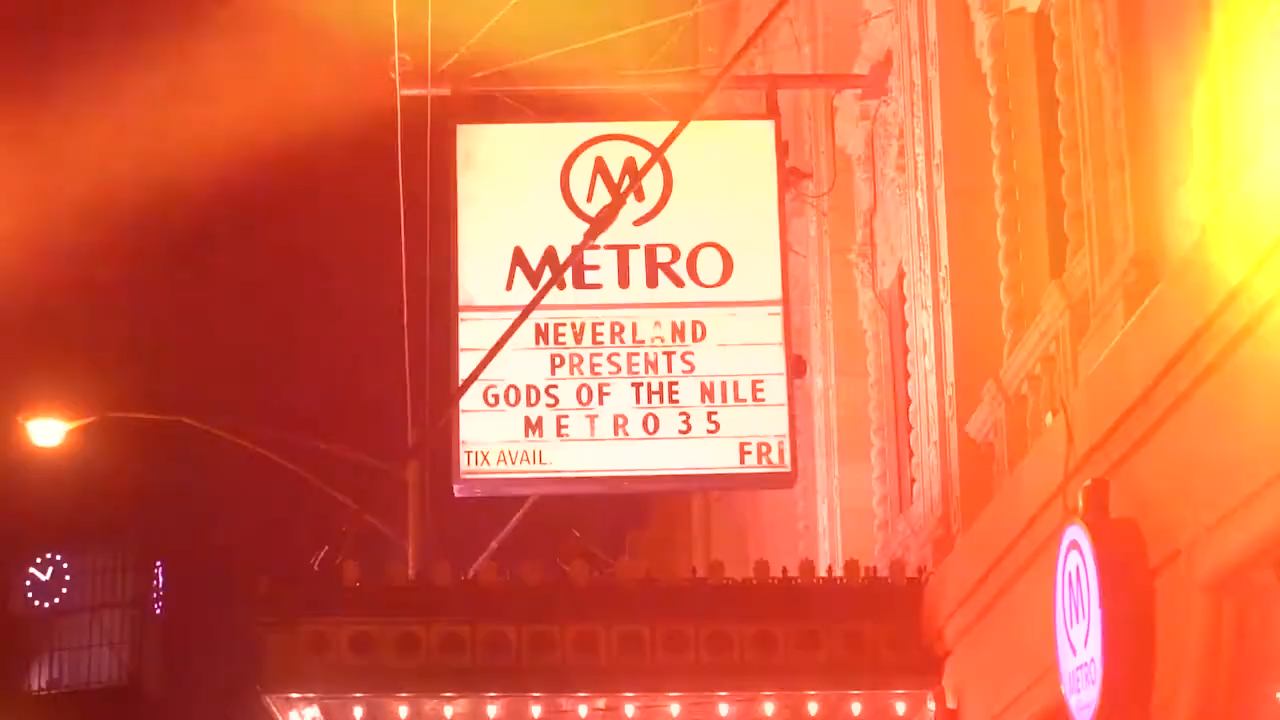 M
METRO
NEVERLAND
PRESENTS
GODS OF THE NILE
METRO35
TIX AVAIL. FRi
M
METRO